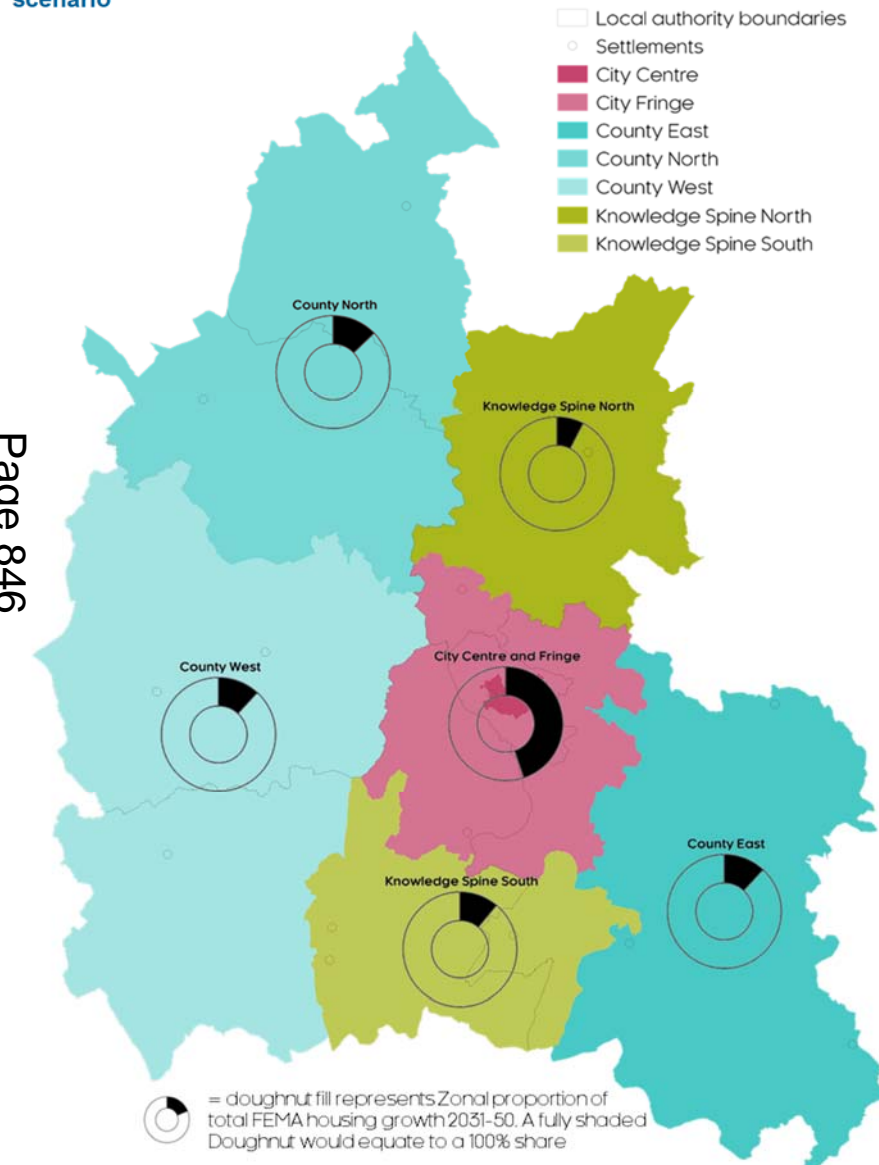 scenario
Local authority boundaries
Settlements
City Centre
City Fringe
County East
County North
County West
Knowledge Spine North
Knowledge Spine South
County North
Knowledge Spine North
Page 846
City Centre and Fringe
County West
County East
Knowledge Spine South
= doughnut fill represents Zonal proportion of
total FEMA housing growth 2031-50. A fully shaded
Doughnut would equate to a 100% share